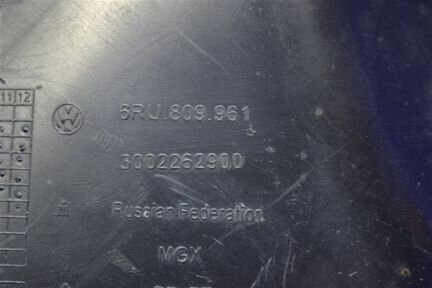 11 12
6RU.809.961
3002262900
Russian Federation
MGX